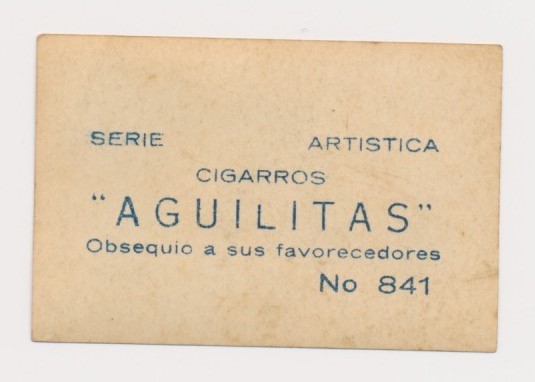 SERIE ARTISTICA
CIGARROS
"AGUILITAS"
Obsequio a sus favorecedores
No 841